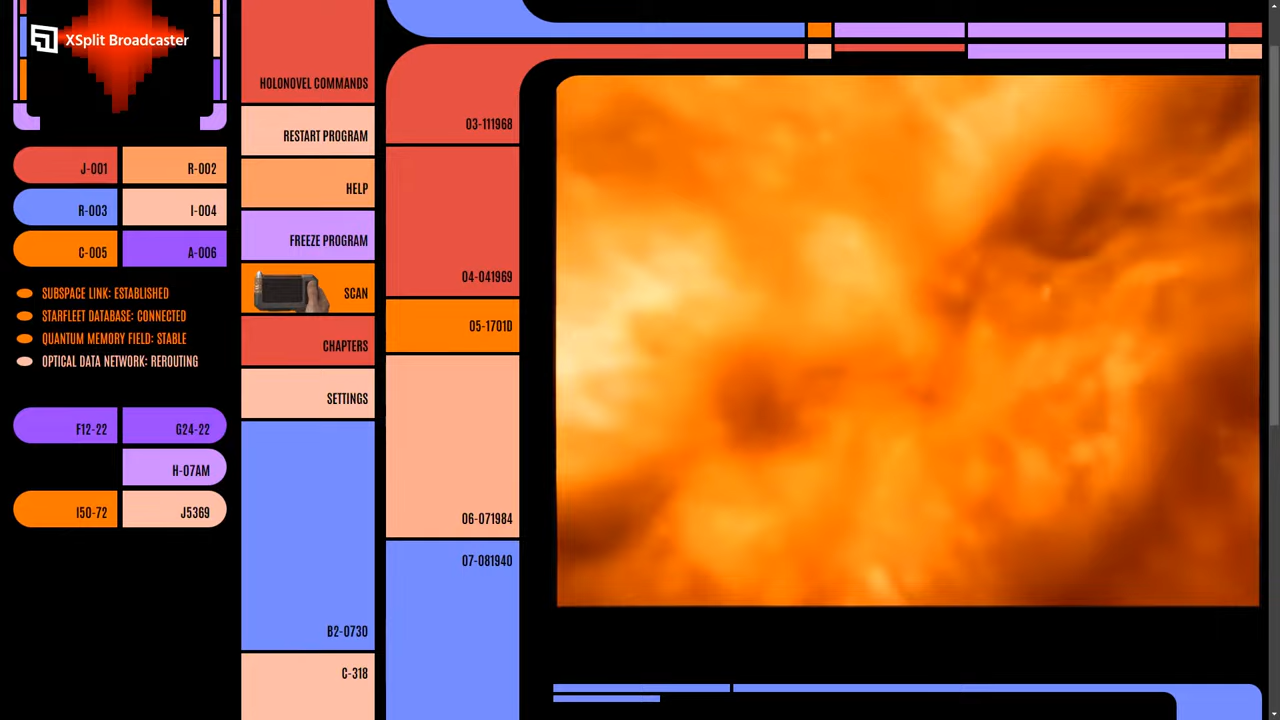 XSplit Broadcaster
J-001
R-002
R-003
I-004
C-005
A-006
SUBSPACE LINK: ESTABLISHED
STARFLEET DATABASE: CONNECTED
QUANTUM MEMORY FIELD: STABLE
OPTICAL DATA NETWORK: REROUTING
F12-22
G24-22
H-07AM
I50-72
J5369
HOLONOVEL COMMANDS
RESTART PROGRAM
HELP
FREEZE PROGRAM
SCAN
CHAPTERS
SETTINGS
B2-0730
C-318
03-111968
04-041969
05-1701D
06-071984
07-081940